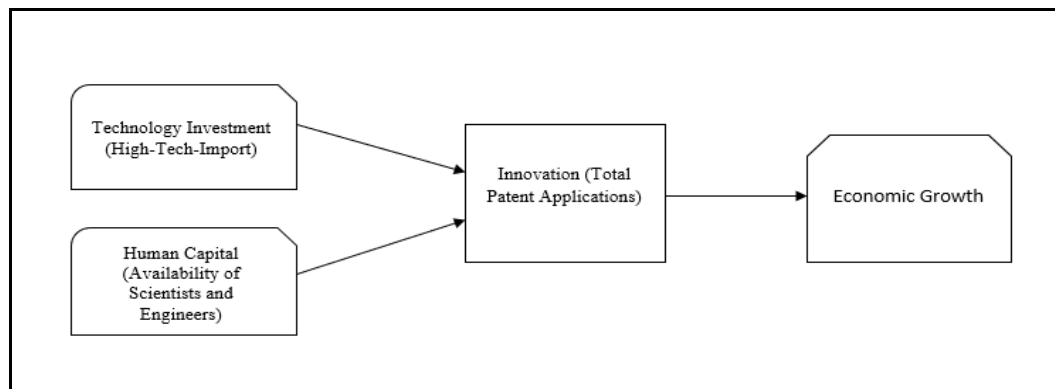 Technology Investment
(High-Tech-Import)
Human Capital
(Availability of
Scientists and
Engineers)
Innovation (Total
Patent Applications)
Economic Growth